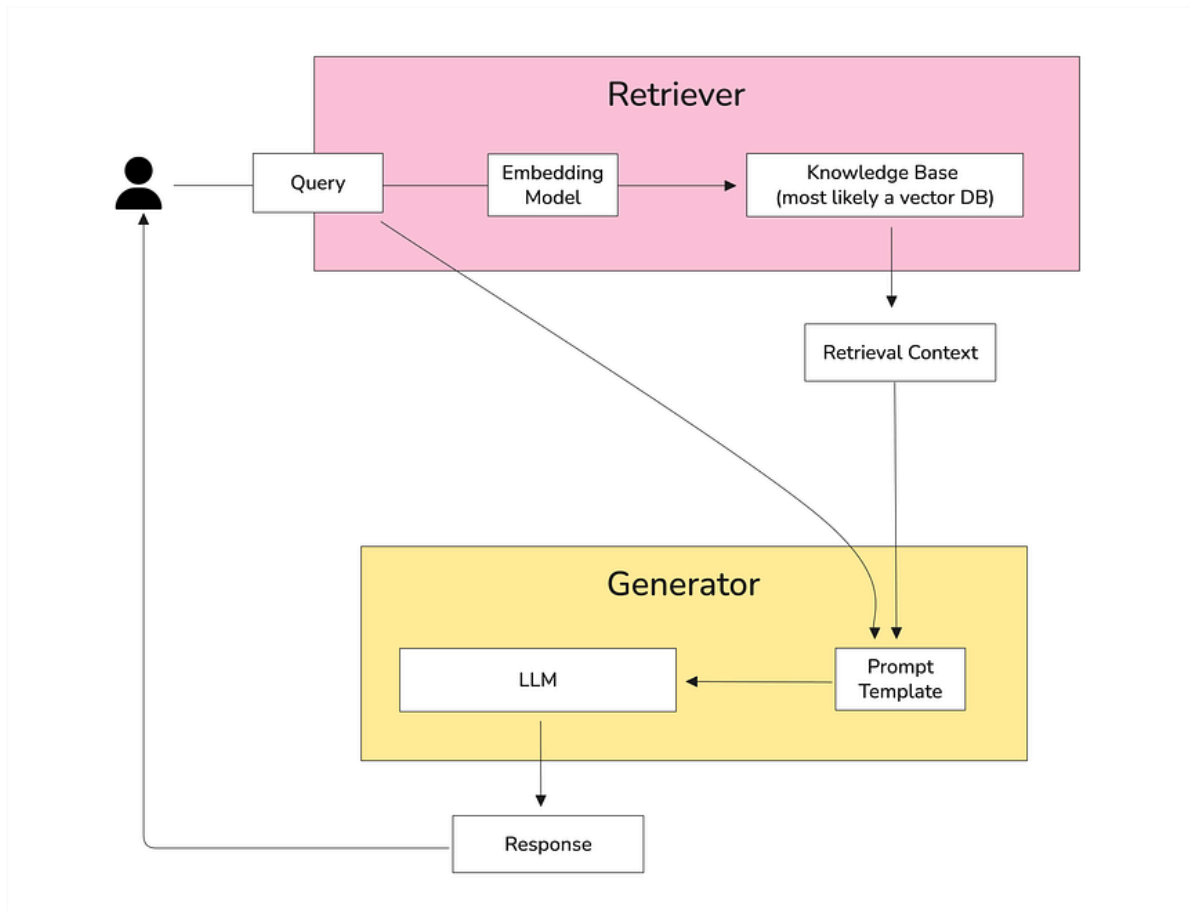 Retriever
Query
Embedding
Model
Knowledge Base
(most likely a vector DB)
Retrieval Context
Generator
LLM
Prompt
Template
Response